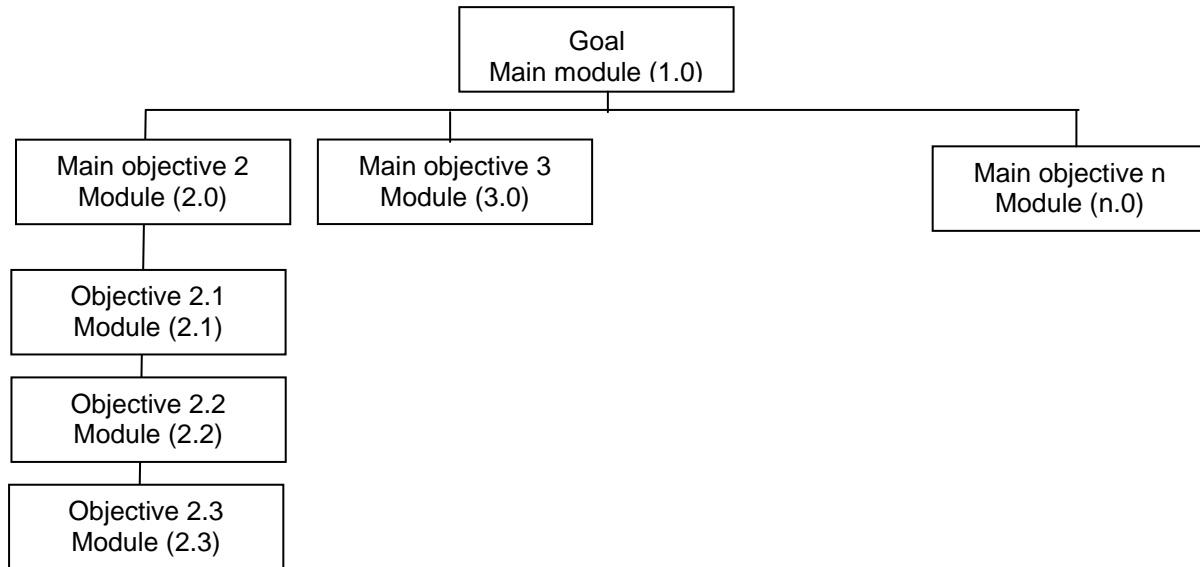 Goal
Main module (1.0)
Main objective 2
Module (2.0)
Main objective 3
Module (3.0)
Main objective n
Module (n.0)
Objective 2.1
Module (2.1)
Objective 2.2
Module (2.2)
Objective 2.3
Module (2.3)